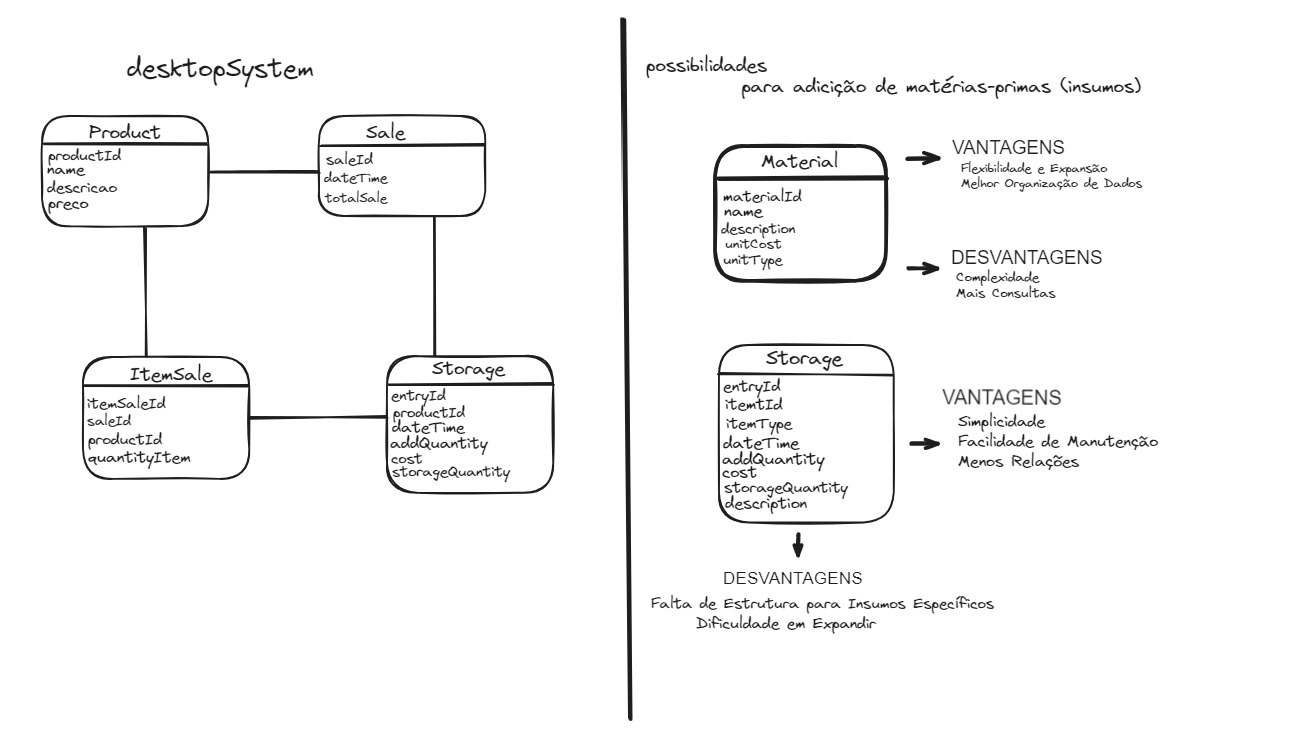 desktopSystem
Product
productId
name
descricao
preco
Sale
saleId
dateTime
totalSale
ItemSale
itemSaleId
saleId
productId
quantityItem
Storage
entryId
productId
dateTime
addQuantity
cost
storageQuantity
possibilidades
para adicição de matérias-primas (insumos)
Material
materialId
name
description
unitCost
unitType
VANTAGENS
Flexibilidade e Expansão
Melhor Organização de Dados
DESVANTAGENS
Complexidade
Mais Consultas
Storage
entryId
itemtId
itemType
dateTime
addQuantity
cost
storageQuantity
description
VANTAGENS
Simplicidade
Facilidade de Manutenção
Menos Relações
DESVANTAGENS
Falta de Estrutura para Insumos Específicos
Dificuldade em Expandir